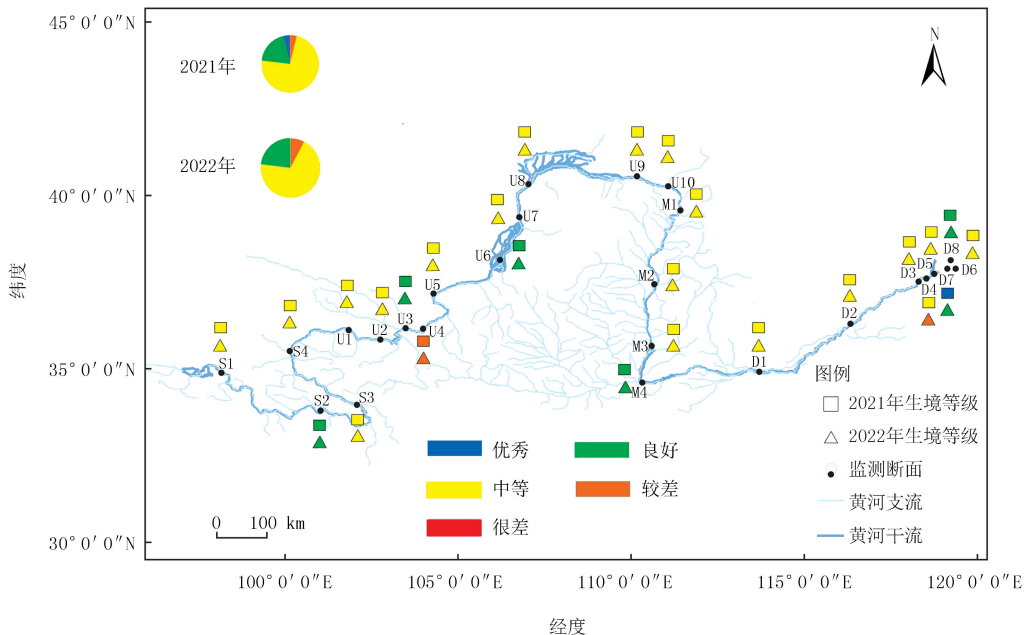 45°0′0″N
40°0′0″N
35°0′0″N
30°0′0″N
纬度
2021年
2022年
N
U8
U9
U10
M1
U7
U6
M2
U5
U3
U4
U1
U2
S4
S1
S2
S3
M3
M4
D1
D2
D3
D5
D4
D7
D8
D6
图例
2021年生境等级
2022年生境等级
监测断面
黄河支流
黄河干流
优秀
良好
中等
较差
很差
0 100 km
100°0′0″E
105°0′0″E
110°0′0″E
115°0′0″E
120°0′0″E
经度